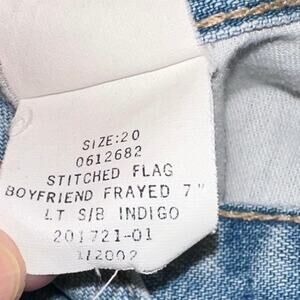 SIZE:20
0612682
STITCHED FLAG
BOYFRIEND FRAYED 7"
LT S/B INDIGO
201721-01
1/2002